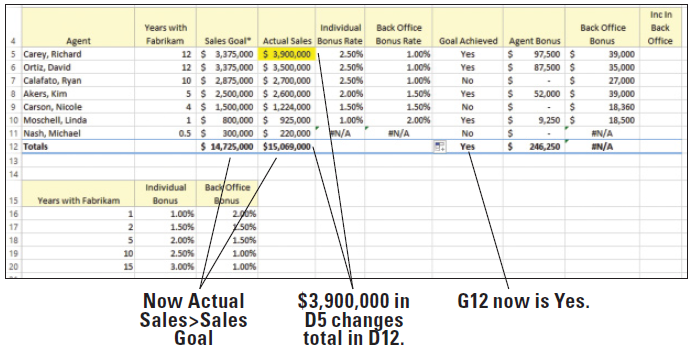 Inc In
Years with Individual Back Office Back Office Back
4 Agent Fabrikam Sales Goal* Actual Sales Bonus Rate Bonus Rate Goal Achieved Agent Bonus Bonus Office
5 Carey, Richard 12 $ 3,375,000 $ 3,900,000 2.50% 1.00% Yes $ 97,500 $ 39,000
6 Ortiz, David 12 $ 3,375,000 $ 3,500,000 2.50% 1.00% Yes $ 87,500 $ 35,000
7 Calafato, Ryan 10 $ 2,875,000 $ 2,700,000 2.50% 1.00% No $ - $ 27,000
8 Akers, Kim 5 $ 2,500,000 $ 2,600,000 2.00% 1.50% Yes $ 52,000 $ 39,000
9 Carson, Nicole 4 $ 1,500,000 $ 1,224,000 1.50% 1.50% No $ - $ 18,360
10 Moschell, Linda 1 $ 800,000 $ 925,000 1.00% 2.00% Yes $ 9,250 $ 18,500
11 Nash, Michael 0.5 $ 300,000 $ 220,000 #N/A #N/A No $ - #N/A
12 Totals $ 14,725,000 $15,069,000 Yes $ 246,250 #N/A
13
14
Individual Back Office
15 Years with Fabrikam Bonus Bonus
16 1 1.00% 2.00%
17 2 1.50% 1.50%
18 5 2.00% 1.50%
19 10 2.50% 1.00%
20 15 3.00% 1.00%
Now Actual
Sales>Sales
Goal
$3,900,000 in
D5 changes
total in D12.
G12 now is Yes.